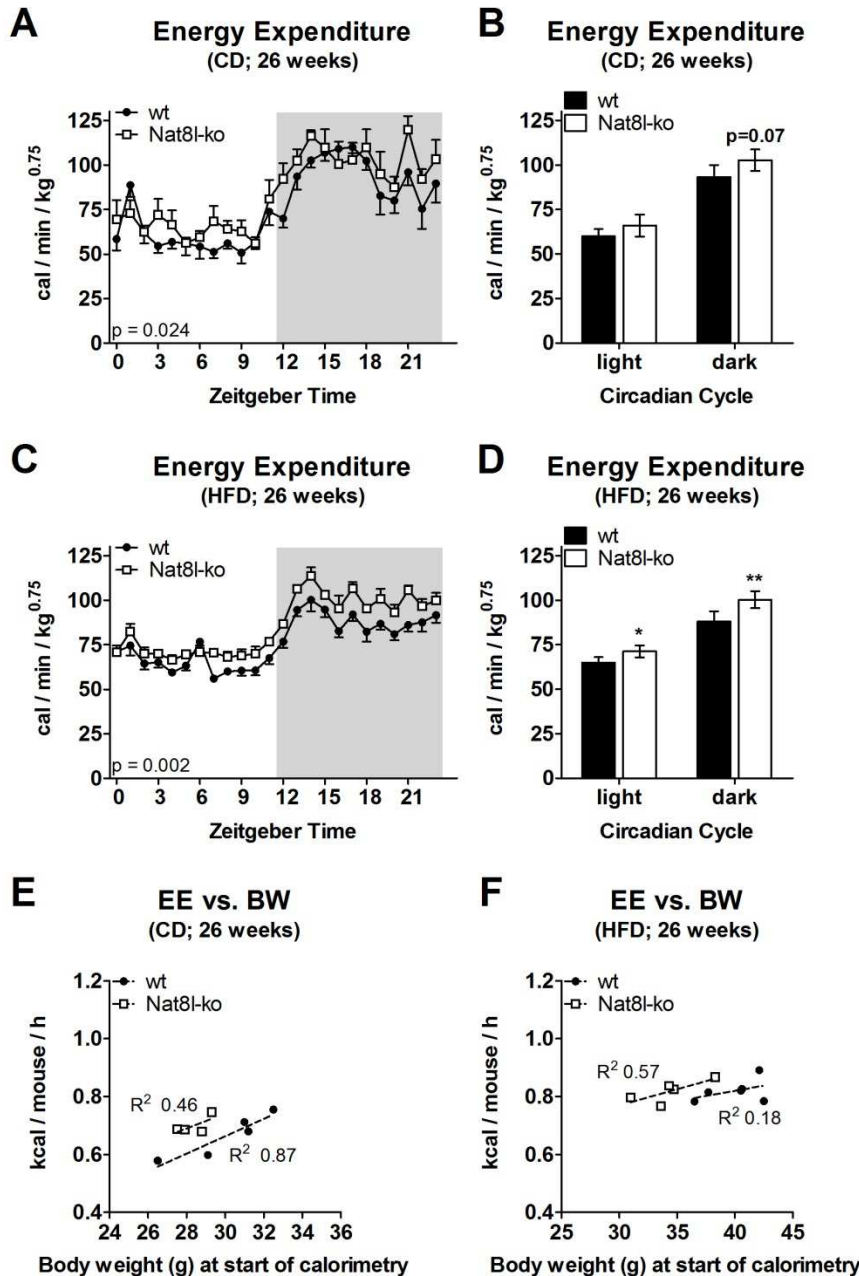 A
Energy Expenditure
(CD; 26 weeks)
wt
Nat8l-ko
cal / min / kg^0.75
125
100
75
50
25
0
p = 0.024
0 3 6 9 12 15 18 21
Zeitgeber Time
B
Energy Expenditure
(CD; 26 weeks)
wt
Nat8l-ko
p=0.07
cal / min / kg^0.75
125
100
75
50
25
0
light dark
Circadian Cycle
C
Energy Expenditure
(HFD; 26 weeks)
wt
Nat8l-ko
cal / min / kg^0.75
125
100
75
50
25
0
p = 0.002
0 3 6 9 12 15 18 21
Zeitgeber Time
D
Energy Expenditure
(HFD; 26 weeks)
wt
Nat8l-ko
* **
cal / min / kg^0.75
125
100
75
50
25
0
light dark
Circadian Cycle
E
EE vs. BW
(CD; 26 weeks)
wt
Nat8l-ko
kcal / mouse / h
1.2
1.0
0.8
0.6
0.4
R² 0.46
R² 0.87
24 26 28 30 32 34 36
Body weight (g) at start of calorimetry
F
EE vs. BW
(HFD; 26 weeks)
wt
Nat8l-ko
kcal / mouse / h
1.2
1.0
0.8
0.6
0.4
R² 0.57
R² 0.18
25 30 35 40 45
Body weight (g) at start of calorimetry